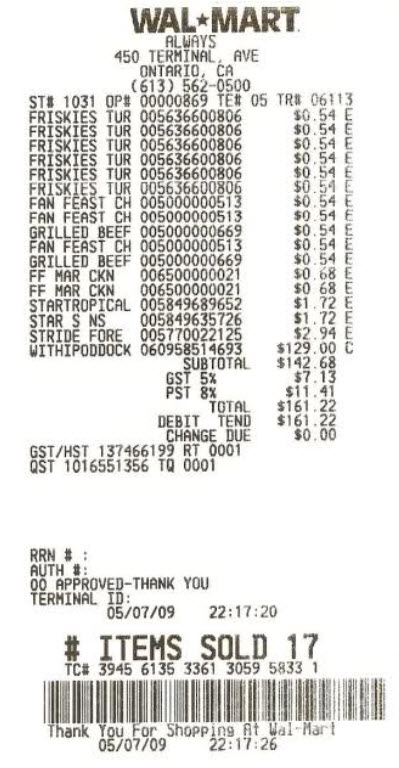 WAL★MART
ALWAYS
450 TERMINAL, AVE
ONTARIO, CA
(613) 562-0500
ST# 1031 OP# 00000869 TE# 05 TR# 06113
FRISKIES TUR 005636600806 $0.54 E
FRISKIES TUR 005636600806 $0.54 E
FRISKIES TUR 005636600806 $0.54 E
FRISKIES TUR 005636600806 $0.54 E
FRISKIES TUR 005636600806 $0.54 E
FRISKIES TUR 005636600806 $0.54 E
FAN FEAST CH 005000000513 $0.54 E
FAN FEAST CH 005000000513 $0.54 E
GRILLED BEEF 005000000669 $0.54 E
FAN FEAST CH 005000000513 $0.54 E
GRILLED BEEF 005000000669 $0.54 E
FF MAR CKN 006500000021 $0.68 E
FF MAR CKN 006500000021 $0 68 E
STARTROPICAL 005849689652 $1.72 E
STAR S NS 005849635726 $1.72 E
STRIDE FORE 005770022125 $2.94 E
WITHIPODDOCK 060958514693 $129.00 C
SUBTOTAL $142.68
GST 5% $7.13
PST 8% $11.41
TOTAL $161.22
DEBIT TEND $161.22
CHANGE DUE $0.00
GST/HST 137466199 RT 0001
QST 1016551356 TQ 0001
RRN # :
AUTH #:
00 APPROVED-THANK YOU
TERMINAL ID:
05/07/09 22:17:20
# ITEMS SOLD 17
TC# 3945 6135 3361 3059 5833 1
Thank You For Shopping At Wal-Mart
05/07/09 22:17:26